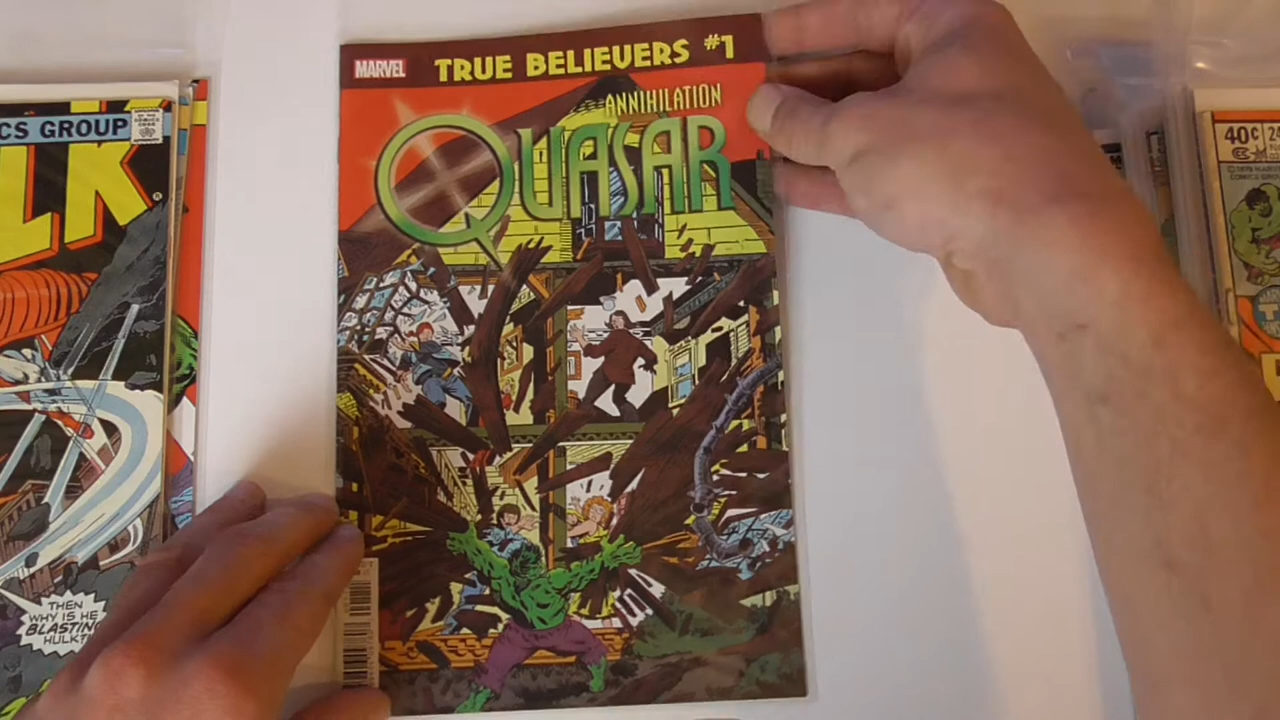 CS GROUP
LK
THEN
WHY IS HE
BLASTING
HULK?
MARVEL
TRUE BELIEVERS #1
ANNIHILATION
QUASAR
40¢